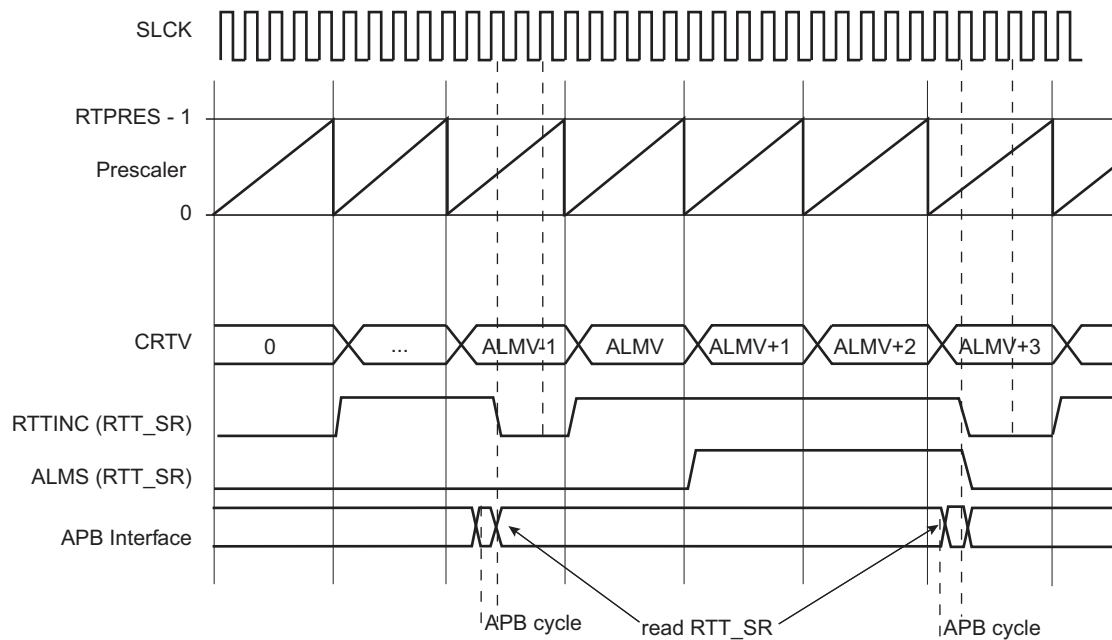 SLCK
RTPRES - 1
Prescaler
0
CRTV
0 ... ALMV-1 ALMV ALMV+1 ALMV+2 ALMV+3
RTTINC (RTT_SR)
ALMS (RTT_SR)
APB Interface
APB cycle read RTT_SR APB cycle